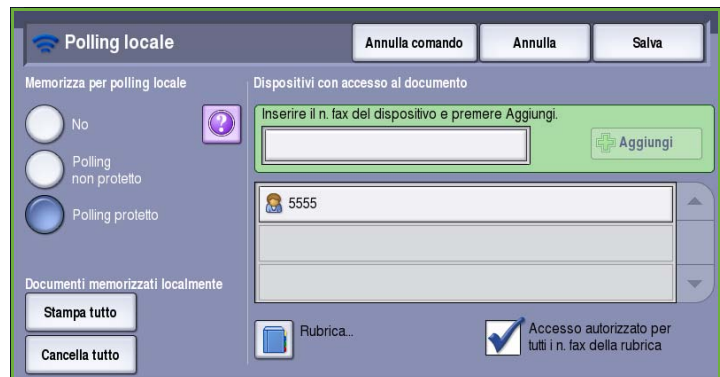 Polling locale
Annulla comando
Annulla
Salva
Memorizza per polling locale
No
?
Polling
non protetto
Polling protetto
Documenti memorizzati localmente
Stampa tutto
Cancella tutto
Dispositivi con accesso al documento
Inserire il n. fax del dispositivo e premere Aggiungi.
Aggiungi
5555
Rubrica...
Accesso autorizzato per
tutti i n. fax della rubrica